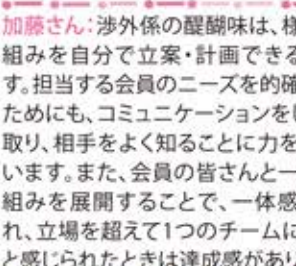 加藤さん:渉外係の醍醐味は、様
組みを自分で立案・計画できる
す。担当する会員のニーズを的確
ためにも、コミュニケーションを
取り、相手をよく知ることに力を
います。また、会員の皆さんと一
組みを展開することで、一体感
れ、立場を超えて1つのチームに
と感じられたときは達成感があり